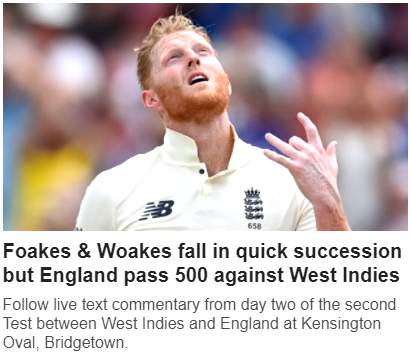 NB
658
Foakes & Woakes fall in quick succession
but England pass 500 against West Indies
Follow live text commentary from day two of the second
Test between West Indies and England at Kensington
Oval, Bridgetown.